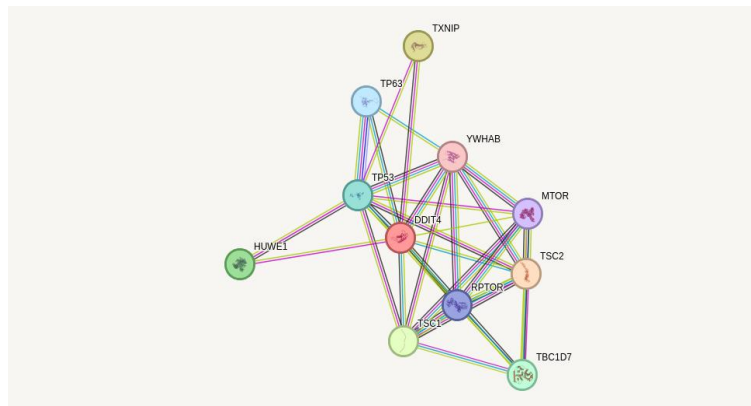 TXNIP
TP63
YWHAB
TP53
MTOR
DDIT4
HUWE1
TSC2
RPTOR
TSC1
TBC1D7